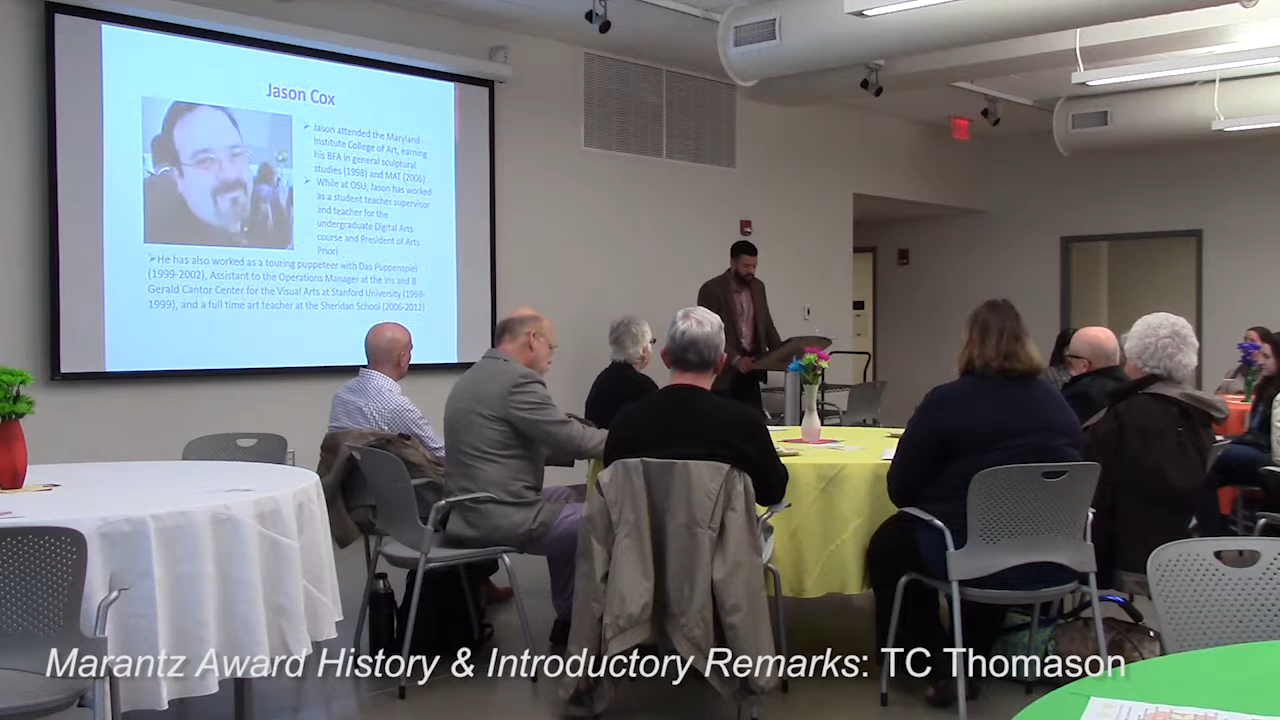 Jason Cox
➢ Jason attended the Maryland
Institute College of Art, earning
his BFA in general sculptural
studies (1998) and MAT (2006)
➢ While at OSU, Jason has worked
as a student teacher supervisor
and teacher for the
undergraduate Digital Arts
course and President of Arts
Priori
➢He has also worked as a touring puppeteer with Das Puppenspiel
(1999-2002), Assistant to the Operations Manager at the Iris and B.
Gerald Cantor Center for the Visual Arts at Stanford University (1998-
1999), and a full time art teacher at the Sheridan School (2006-2012)
Marantz Award History & Introductory Remarks: TC Thomason